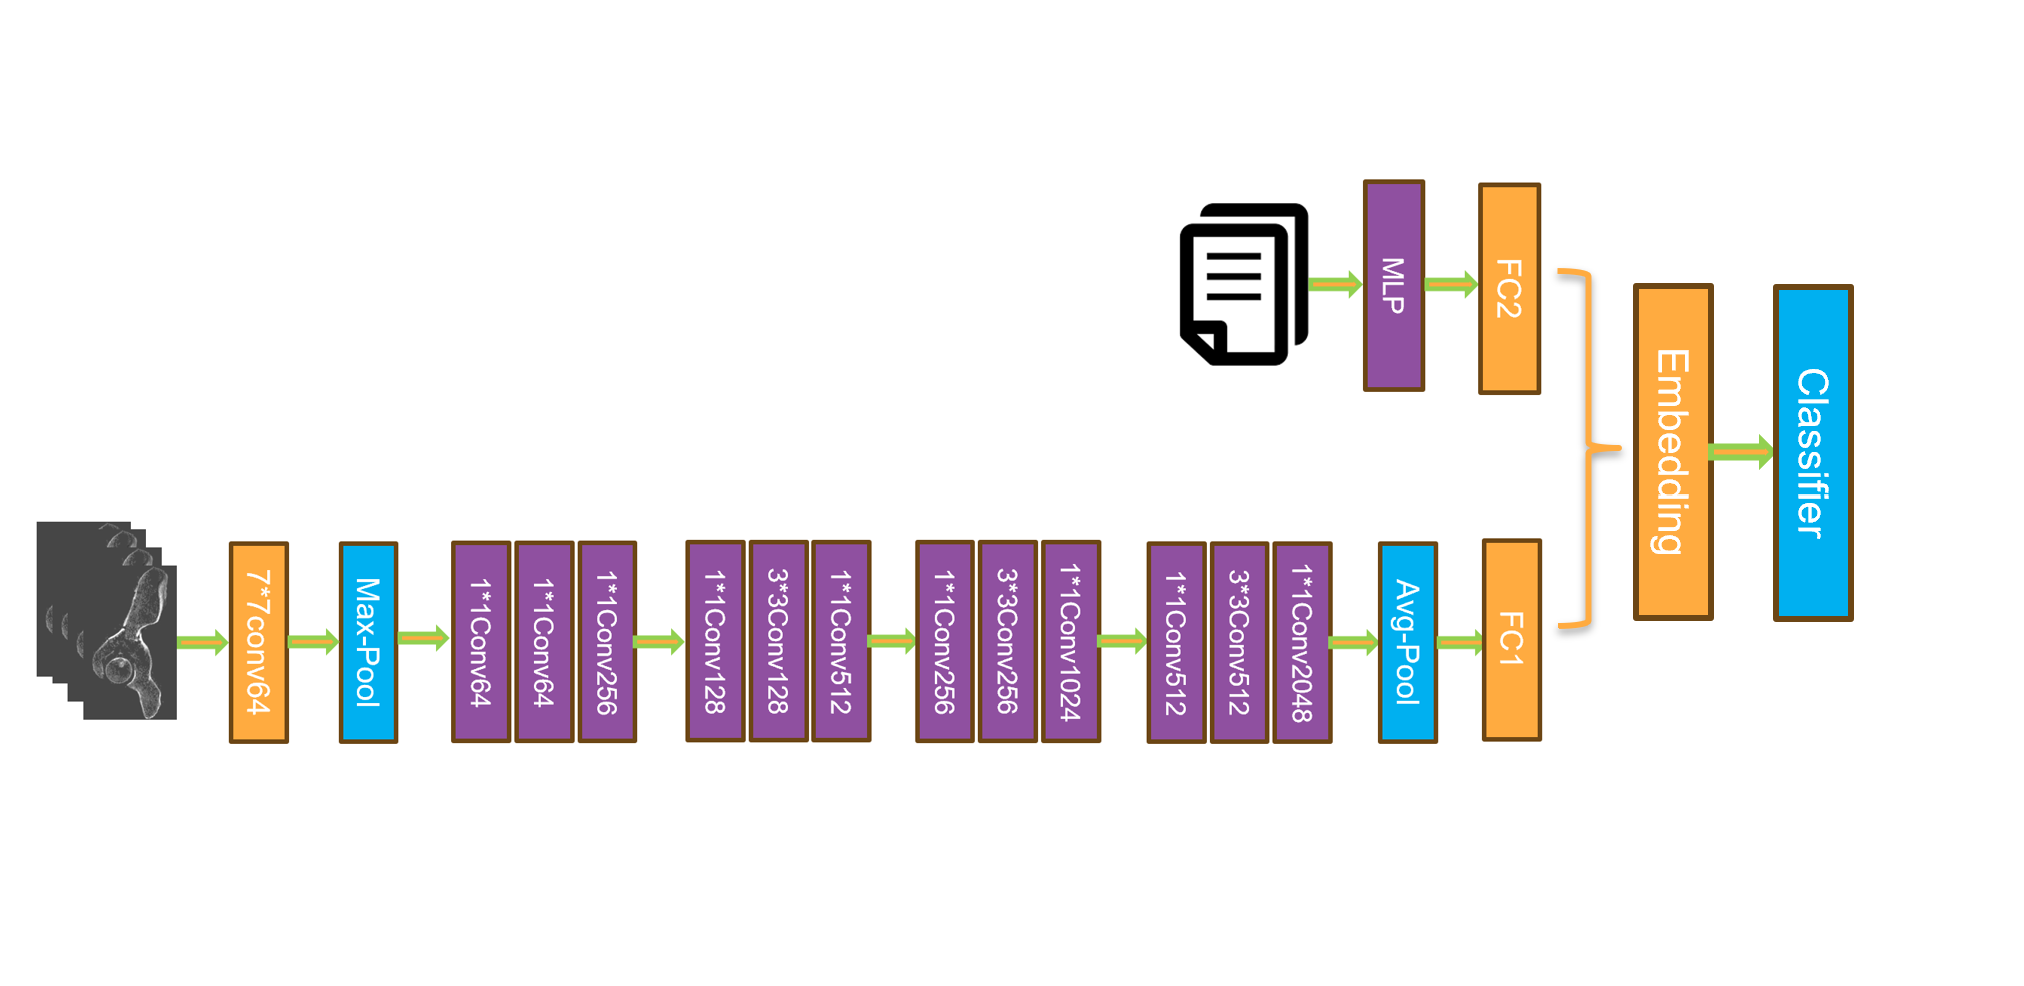 MLP
FC2
Embedding
Classifier
7*7conv64
Max-Pool
1*1Conv64
1*1Conv64
1*1Conv256
1*1Conv128
3*3Conv128
1*1Conv512
1*1Conv256
3*3Conv256
1*1Conv1024
1*1Conv512
3*3Conv512
1*1Conv2048
Avg-Pool
FC1